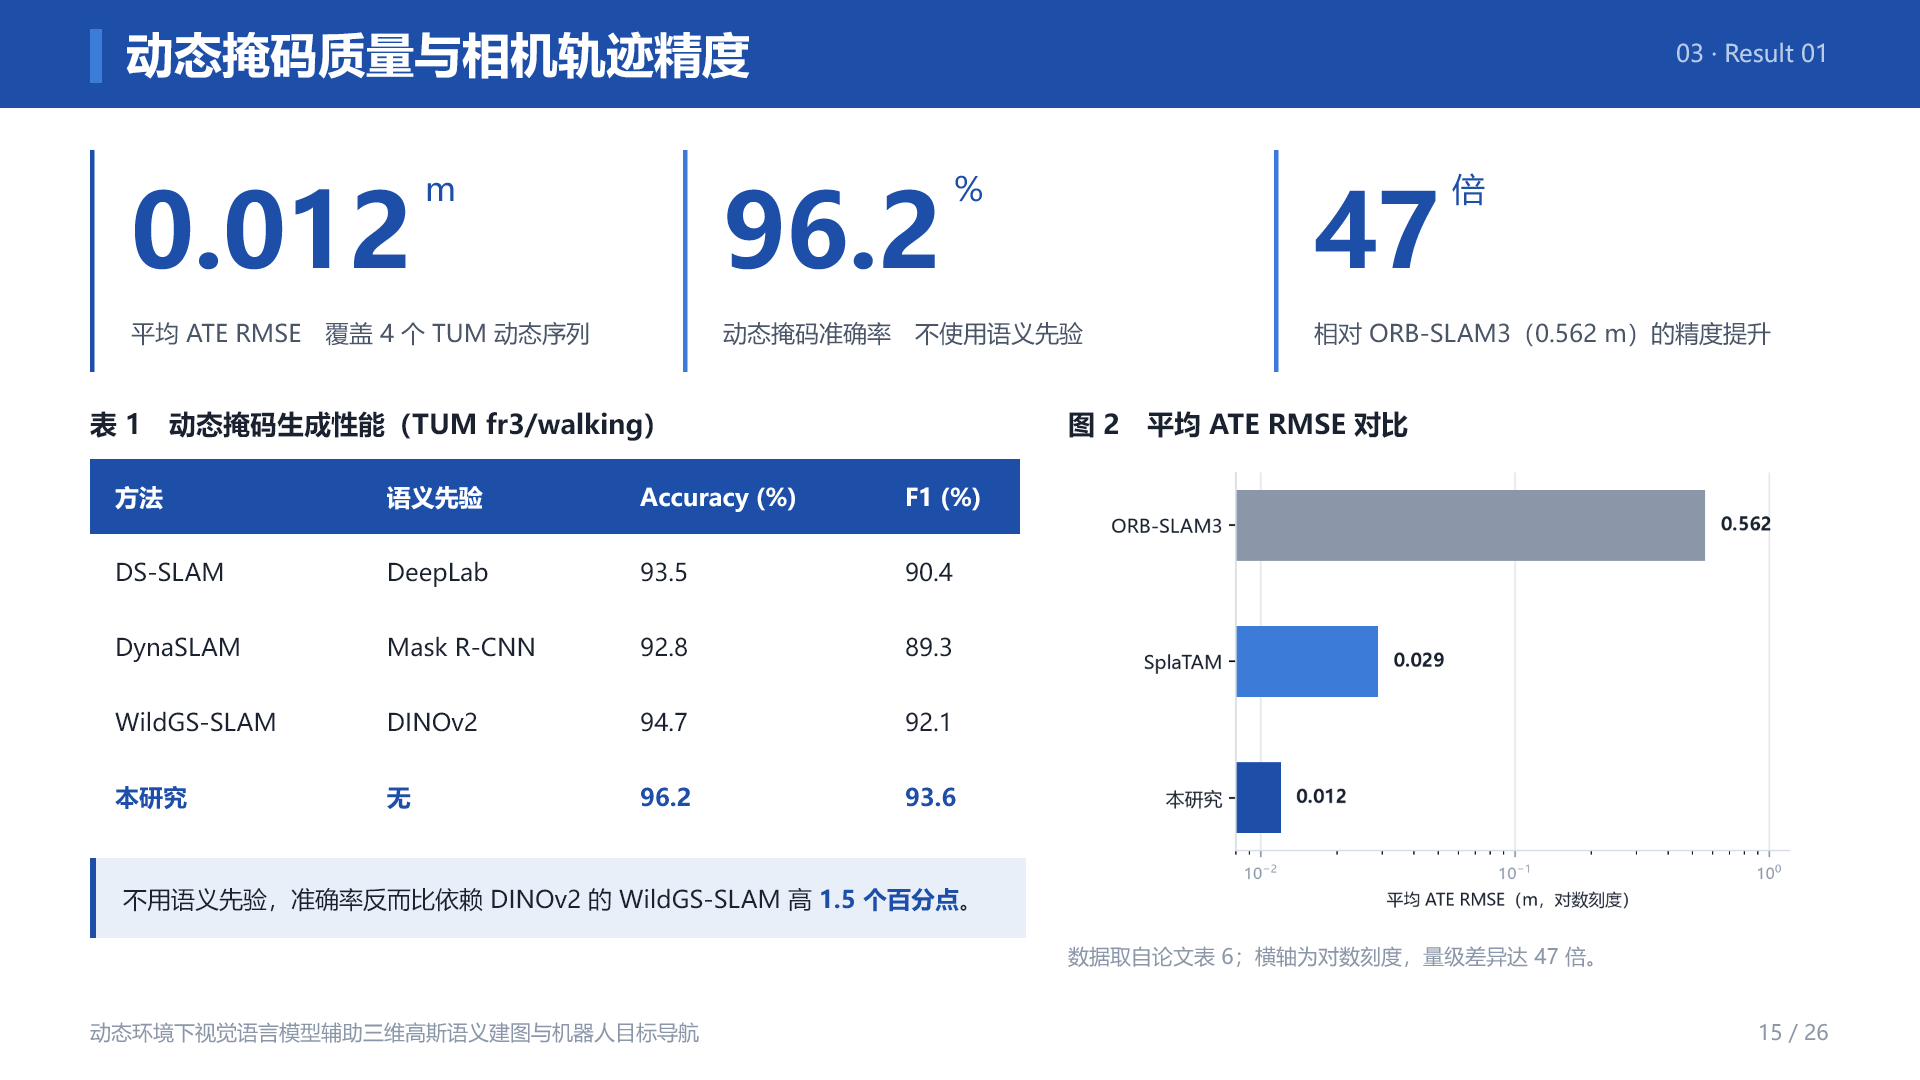 动态掩码质量与相机轨迹精度
03 · Result 01
0.012 m
平均 ATE RMSE　覆盖 4 个 TUM 动态序列
96.2 %
动态掩码准确率　不使用语义先验
47 倍
相对 ORB-SLAM3（0.562 m）的精度提升
表 1　动态掩码生成性能（TUM fr3/walking）
方法 语义先验 Accuracy (%) F1 (%)
DS-SLAM DeepLab 93.5 90.4
DynaSLAM Mask R-CNN 92.8 89.3
WildGS-SLAM DINOv2 94.7 92.1
本研究 无 96.2 93.6
不用语义先验，准确率反而比依赖 DINOv2 的 WildGS-SLAM 高 1.5 个百分点。
图 2　平均 ATE RMSE 对比
ORB-SLAM3 0.562
SplaTAM 0.029
本研究 0.012
10⁻² 10⁻¹ 10⁰
平均 ATE RMSE（m，对数刻度）
数据取自论文表 6；横轴为对数刻度，量级差异达 47 倍。
动态环境下视觉语言模型辅助三维高斯语义建图与机器人目标导航
15 / 26